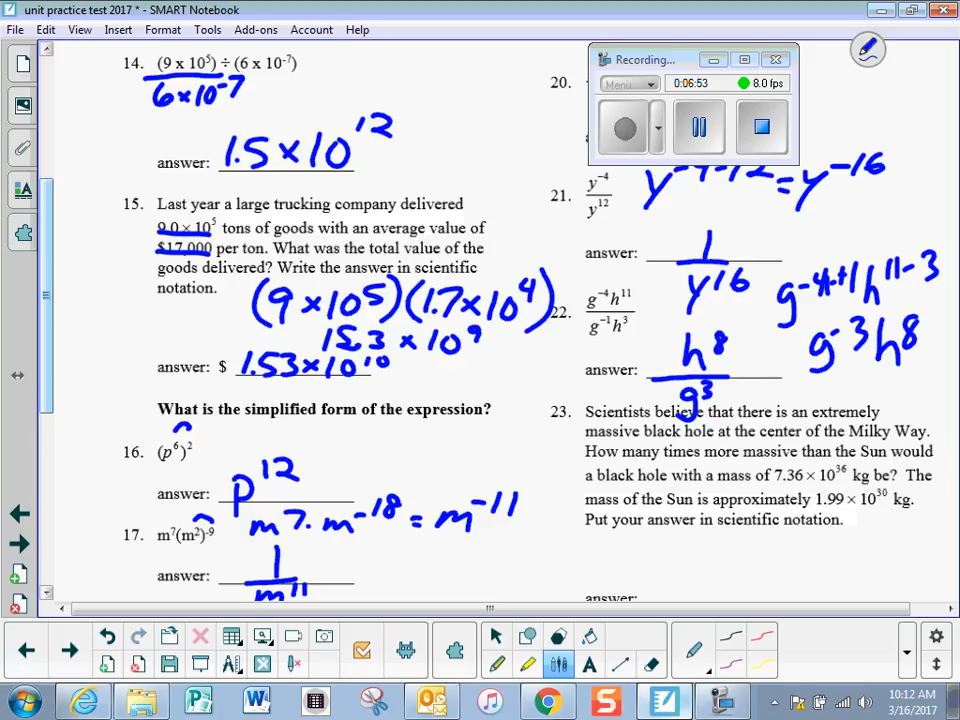 unit practice test 2017 * - SMART Notebook
File Edit View Insert Format Tools Add-ons Account Help
14. (9 x 10⁵) ÷ (6 x 10⁻⁷)
6×10⁻⁷
1.5×10¹²
answer:
15. Last year a large trucking company delivered
9.0 × 10⁵ tons of goods with an average value of
$17,000 per ton. What was the total value of the
goods delivered? Write the answer in scientific
notation.
(9×10⁵)(1.7×10⁴)
15.3 ×10⁹
answer: $ 1.53×10¹⁰
What is the simplified form of the expression?
16. (p⁶)²
answer: p¹²
m⁷·m⁻¹⁸=m⁻¹¹
17. m⁷(m²)⁻⁹
answer: 1/m¹¹
Recording...
Menu
0:06:53
8.0 fps
20.
y⁻⁴⁻¹²=y⁻¹⁶
21. y⁻⁴/y¹²
answer: 1/y16
g⁻⁴⁺¹h¹¹⁻³
22. g⁻⁴h¹¹/g⁻¹h³
g⁻³h⁸
answer: h⁸/g³
23. Scientists believe that there is an extremely
massive black hole at the center of the Milky Way.
How many times more massive than the Sun would
a black hole with a mass of 7.36 × 10³⁶ kg be? The
mass of the Sun is approximately 1.99 × 10³⁰ kg.
Put your answer in scientific notation.
answer:
10:12 AM
3/16/2017